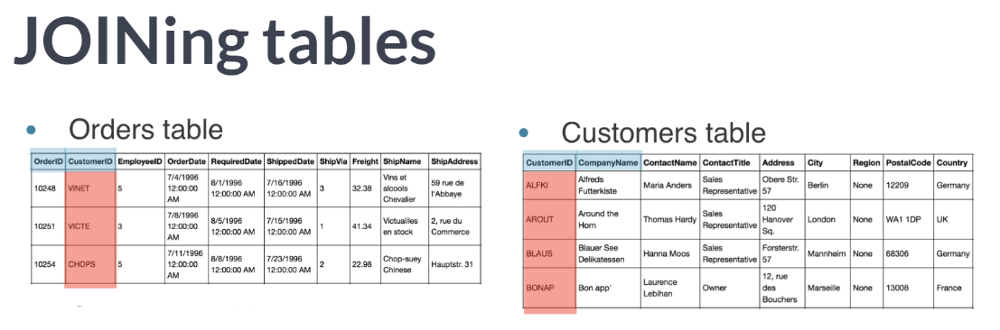 JOINing tables
• Orders table
OrderID CustomerID EmployeeID OrderDate RequiredDate ShippedDate ShipVia Freight ShipName ShipAddress
10248 VINET 5 7/4/1996 12:00:00 AM 8/1/1996 12:00:00 AM 7/16/1996 12:00:00 AM 3 32.38 Vins et alcools Chevalier 59 rue de l'Abbaye
10251 VICTE 3 7/8/1996 12:00:00 AM 8/5/1996 12:00:00 AM 7/15/1996 12:00:00 AM 1 41.34 Victuailles en stock 2, rue du Commerce
10254 CHOPS 5 7/11/1996 12:00:00 AM 8/8/1996 12:00:00 AM 7/23/1996 12:00:00 AM 2 22.98 Chop-suey Chinese Hauptstr. 31
• Customers table
CustomerID CompanyName ContactName ContactTitle Address City Region PostalCode Country
ALFKI Alfreds Futterkiste Maria Anders Sales Representative Obere Str. 57 Berlin None 12209 Germany
AROUT Around the Horn Thomas Hardy Sales Representative 120 Hanover Sq. London None WA1 1DP UK
BLAUS Blauer See Delikatessen Hanna Moos Sales Representative Forsterstr. 57 Mannheim None 68306 Germany
BONAP Bon app' Laurence Lebihan Owner 12, rue des Bouchers Marseille None 13008 France